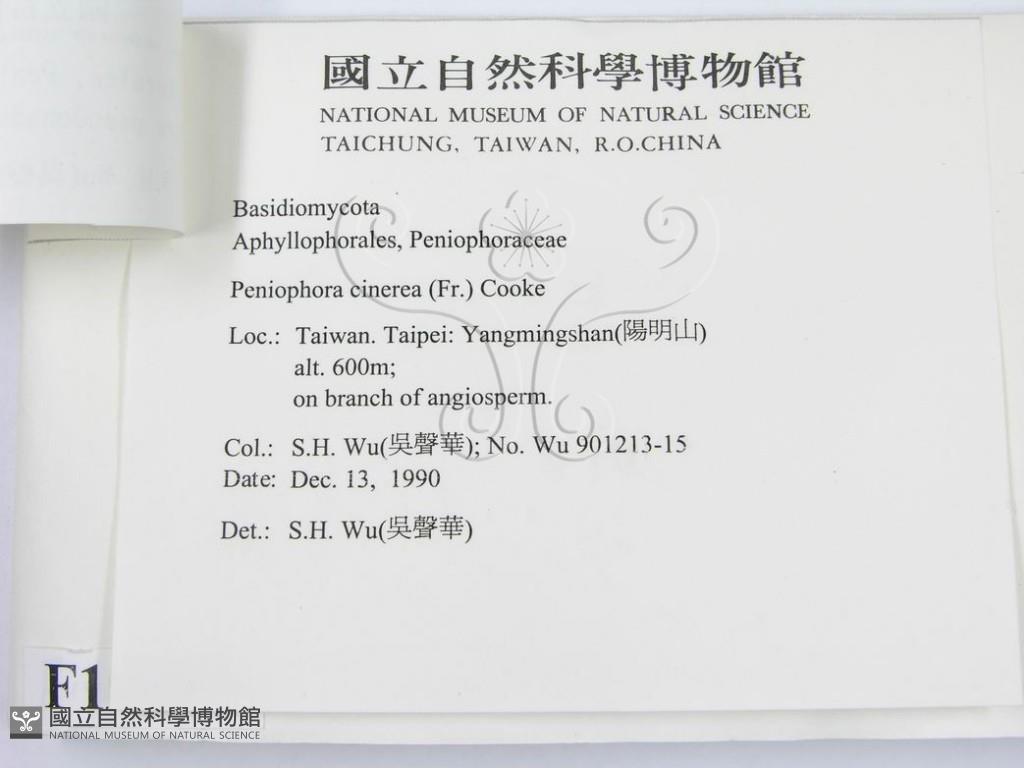 國立自然科學博物館
NATIONAL MUSEUM OF NATURAL SCIENCE
TAICHUNG, TAIWAN, R.O.CHINA
Basidiomycota
Aphyllophorales, Peniophoraceae
Peniophora cinerea (Fr.) Cooke
Loc.: Taiwan. Taipei: Yangmingshan(陽明山)
alt. 600m;
on branch of angiosperm.
Col.: S.H. Wu(吳聲華); No. Wu 901213-15
Date: Dec. 13, 1990
Det.: S.H. Wu(吳聲華)
F1
國立自然科學博物館
NATIONAL MUSEUM OF NATURAL SCIENCE